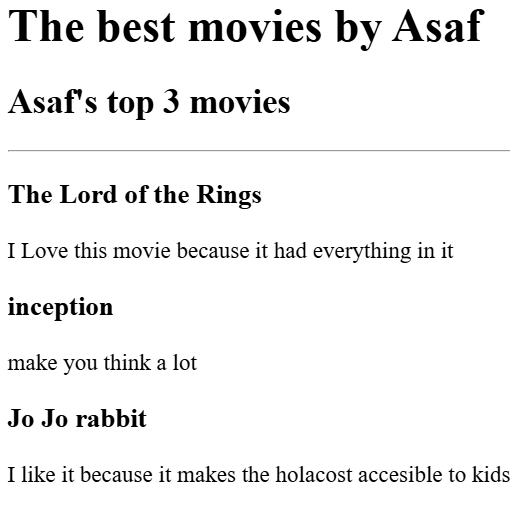 The best movies by Asaf
Asaf's top 3 movies
The Lord of the Rings
I Love this movie because it had everything in it
inception
make you think a lot
Jo Jo rabbit
I like it because it makes the holacost accesible to kids